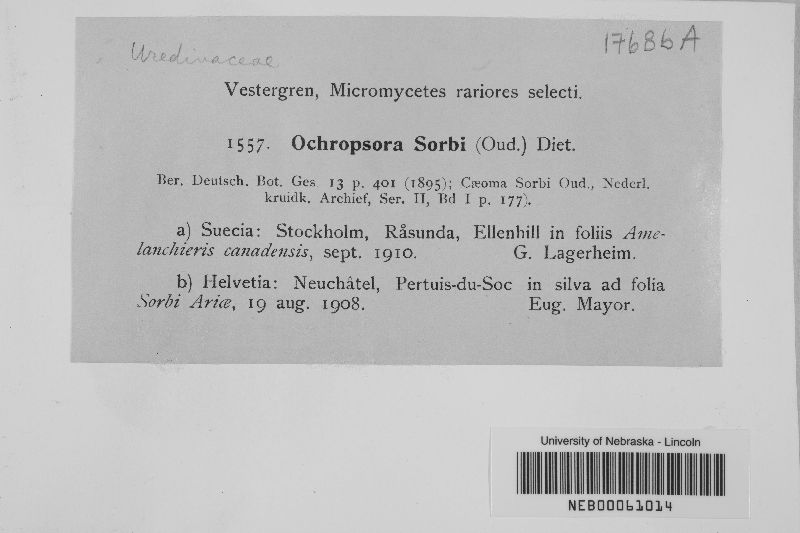 Uredinaceae
17686A
Vestergren, Micromycetes rariores selecti.
1557. Ochropsora Sorbi (Oud.) Diet.
Ber. Deutsch. Bot. Ges. 13 p. 401 (1895); Cæoma Sorbi Oud., Nederl.
kruidk. Archief, Ser. II, Bd I p. 177).
a) Suecia: Stockholm, Råsunda, Ellenhill in foliis Ame-
lanchieris canadensis, sept. 1910. G. Lagerheim.
b) Helvetia: Neuchâtel, Pertuis-du-Soc in silva ad folia
Sorbi Ariæ, 19 aug. 1908. Eug. Mayor.
University of Nebraska - Lincoln
NEB00061014